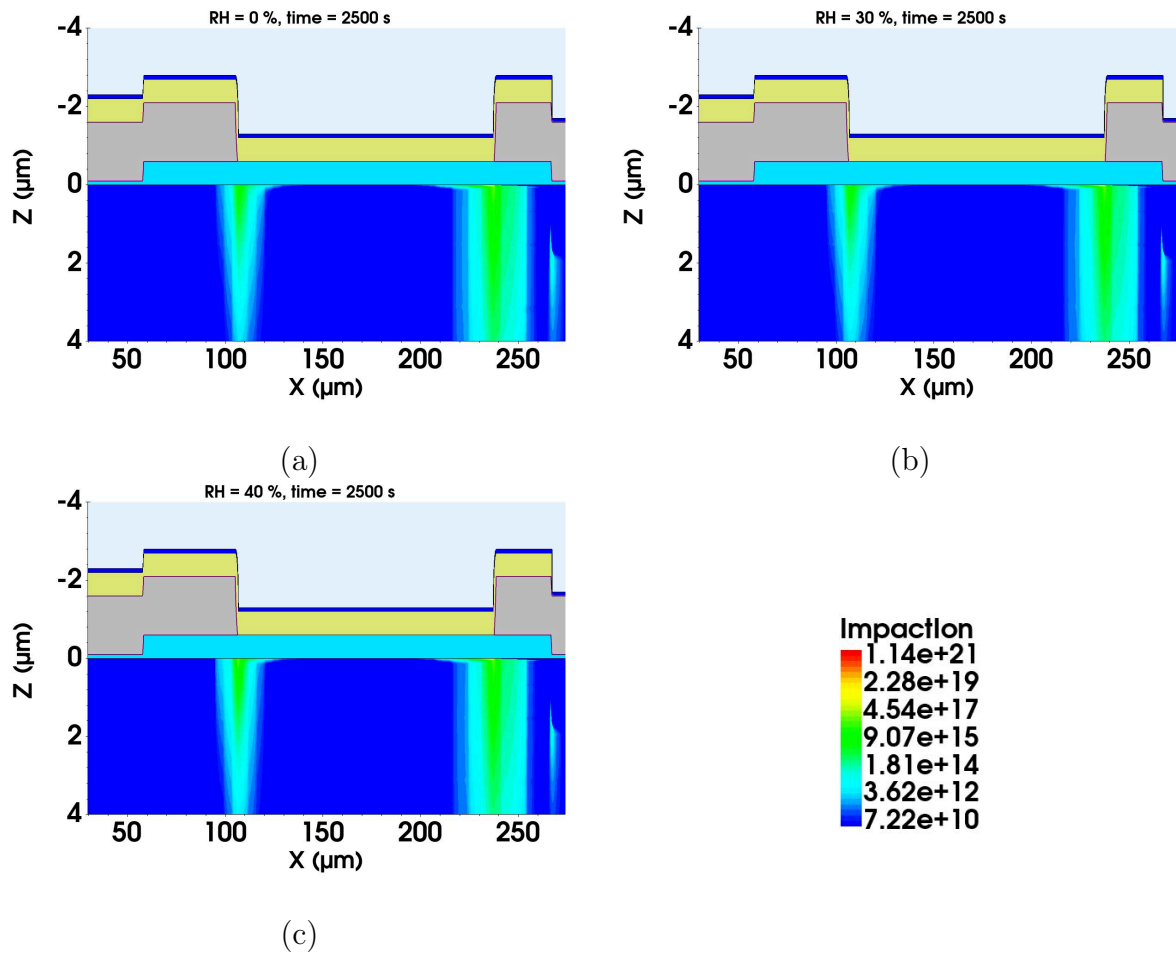 RH = 0 %, time = 2500 s
-4
-2
0
2
4
Z (µm)
50 100 150 200 250
X (µm)
(a)
RH = 30 %, time = 2500 s
-4
-2
0
2
4
Z (µm)
50 100 150 200 250
X (µm)
(b)
RH = 40 %, time = 2500 s
-4
-2
0
2
4
Z (µm)
50 100 150 200 250
X (µm)
(c)
ImpactIon
1.14e+21
2.28e+19
4.54e+17
9.07e+15
1.81e+14
3.62e+12
7.22e+10